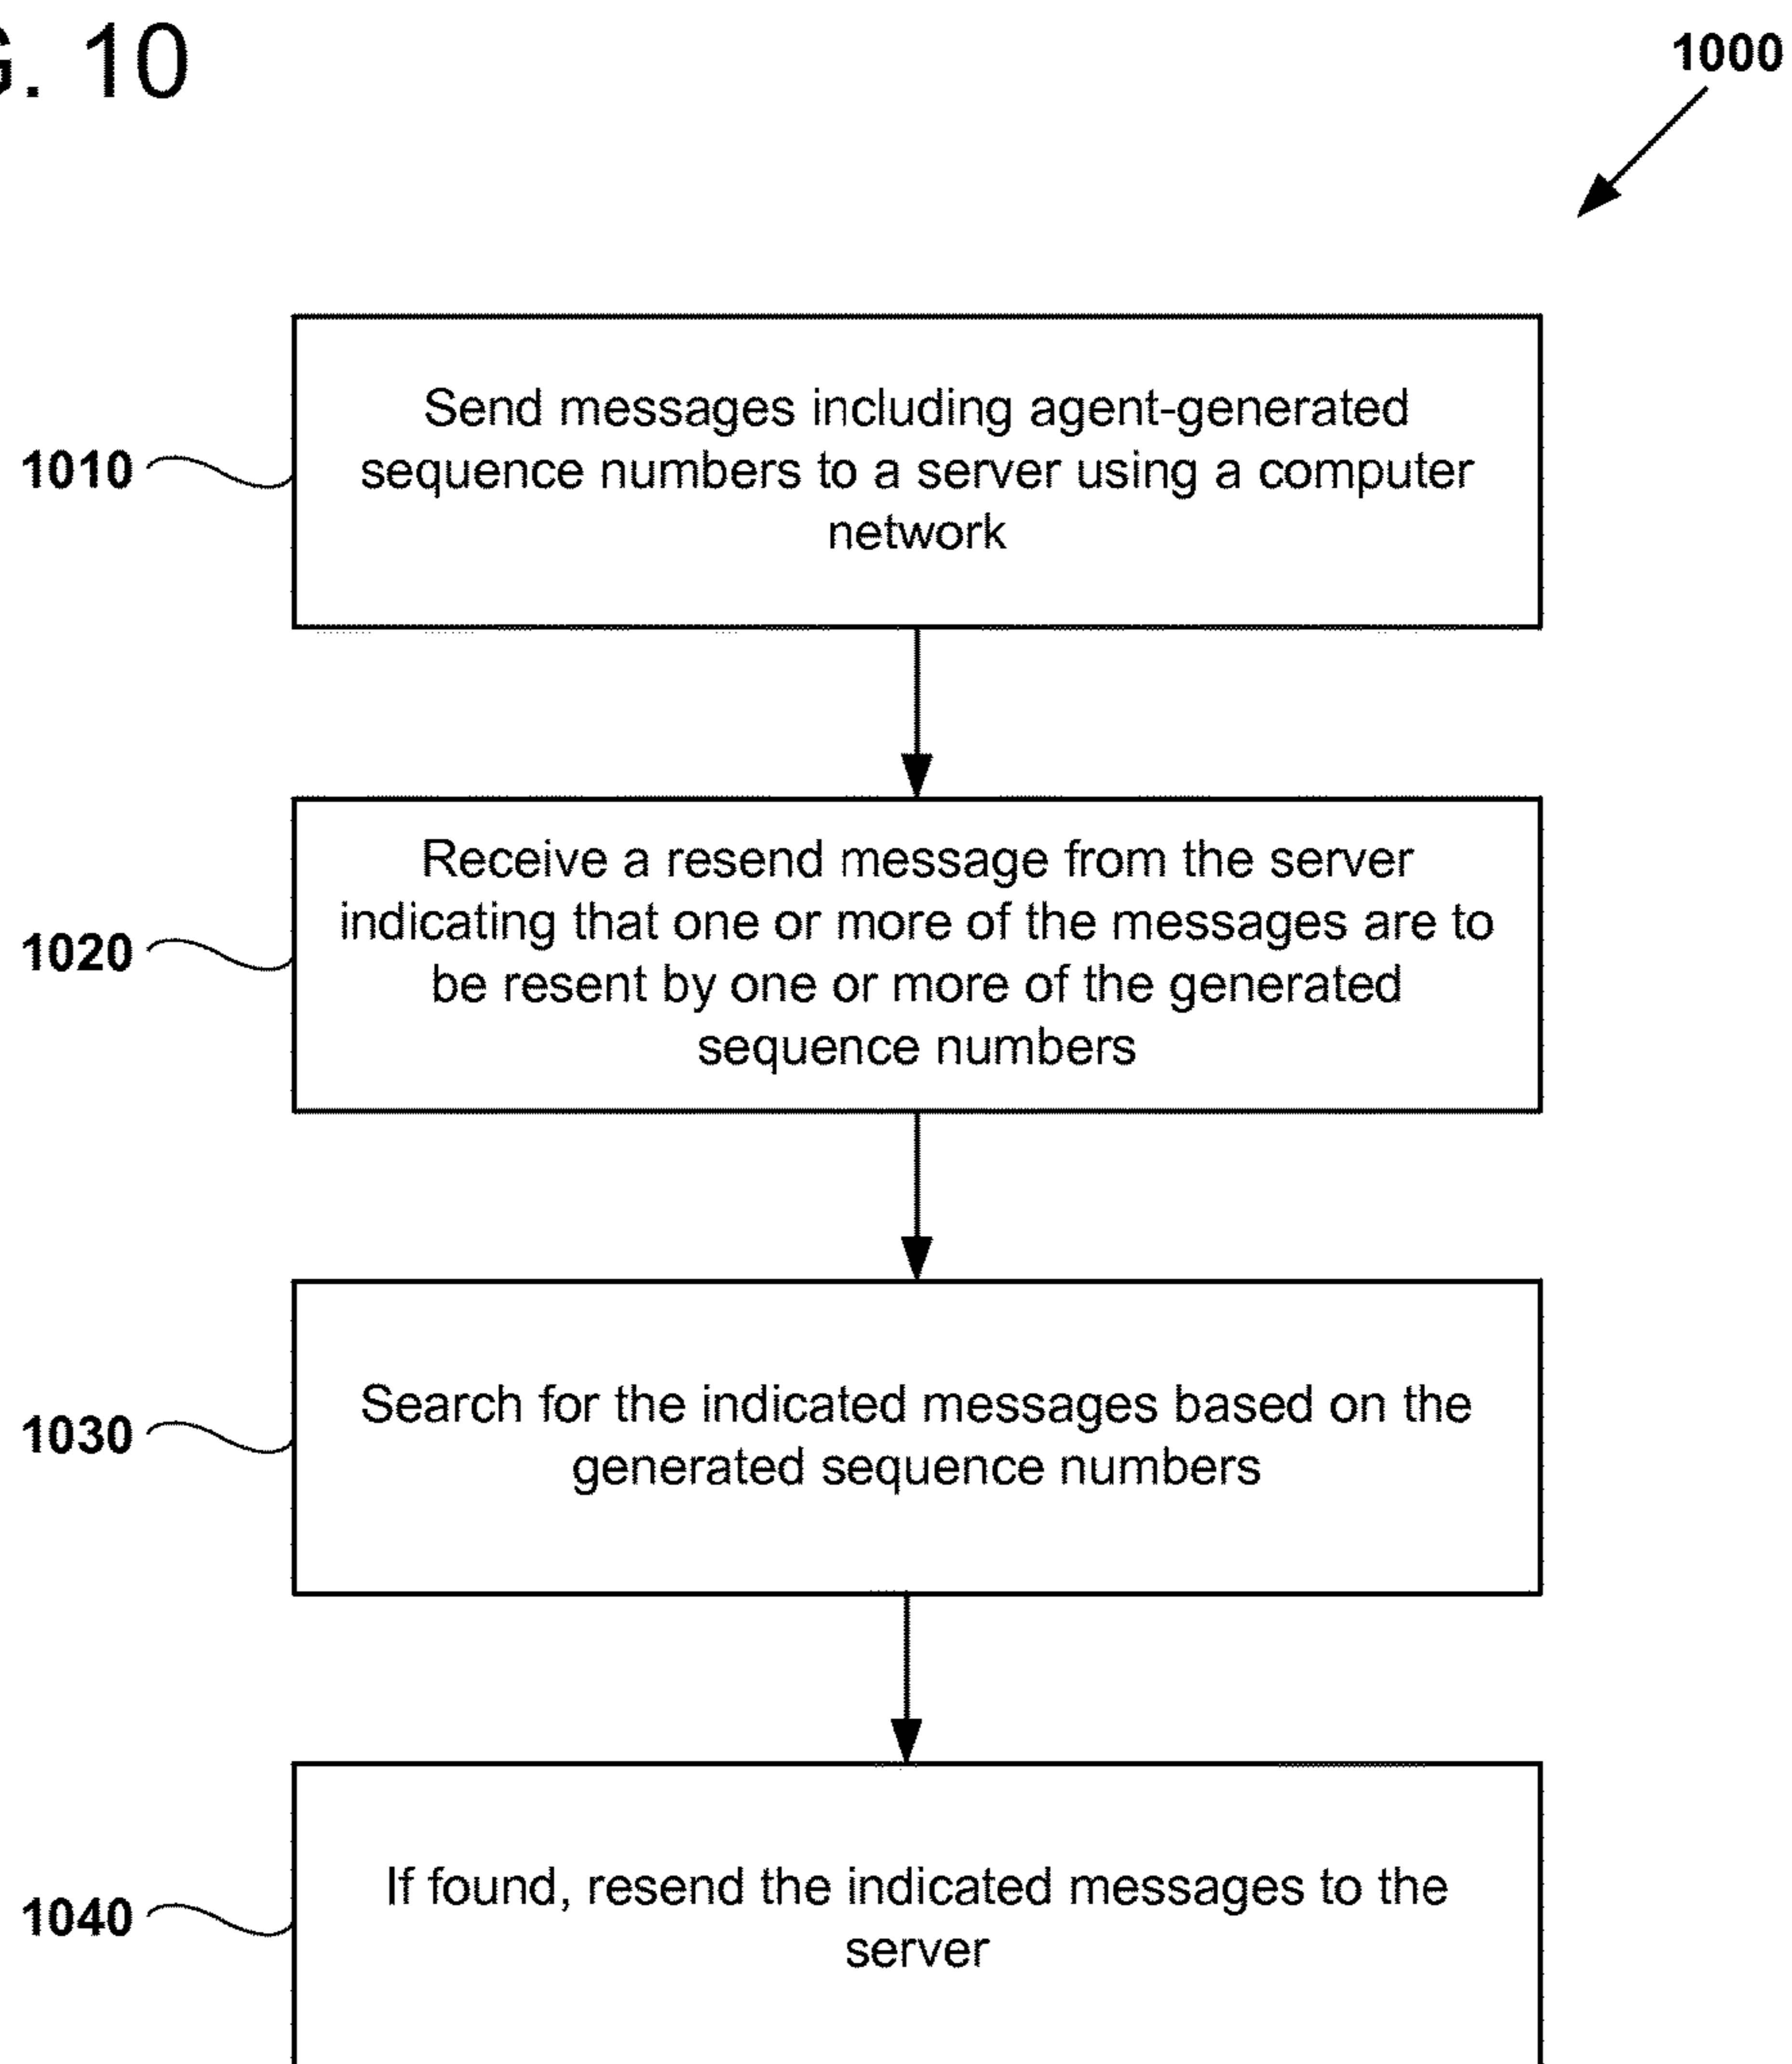 G. 10
1000
1010
Send messages including agent-generated
sequence numbers to a server using a computer
network
1020
Receive a resend message from the server
indicating that one or more of the messages are to
be resent by one or more of the generated
sequence numbers
1030
Search for the indicated messages based on the
generated sequence numbers
1040
If found, resend the indicated messages to the
server